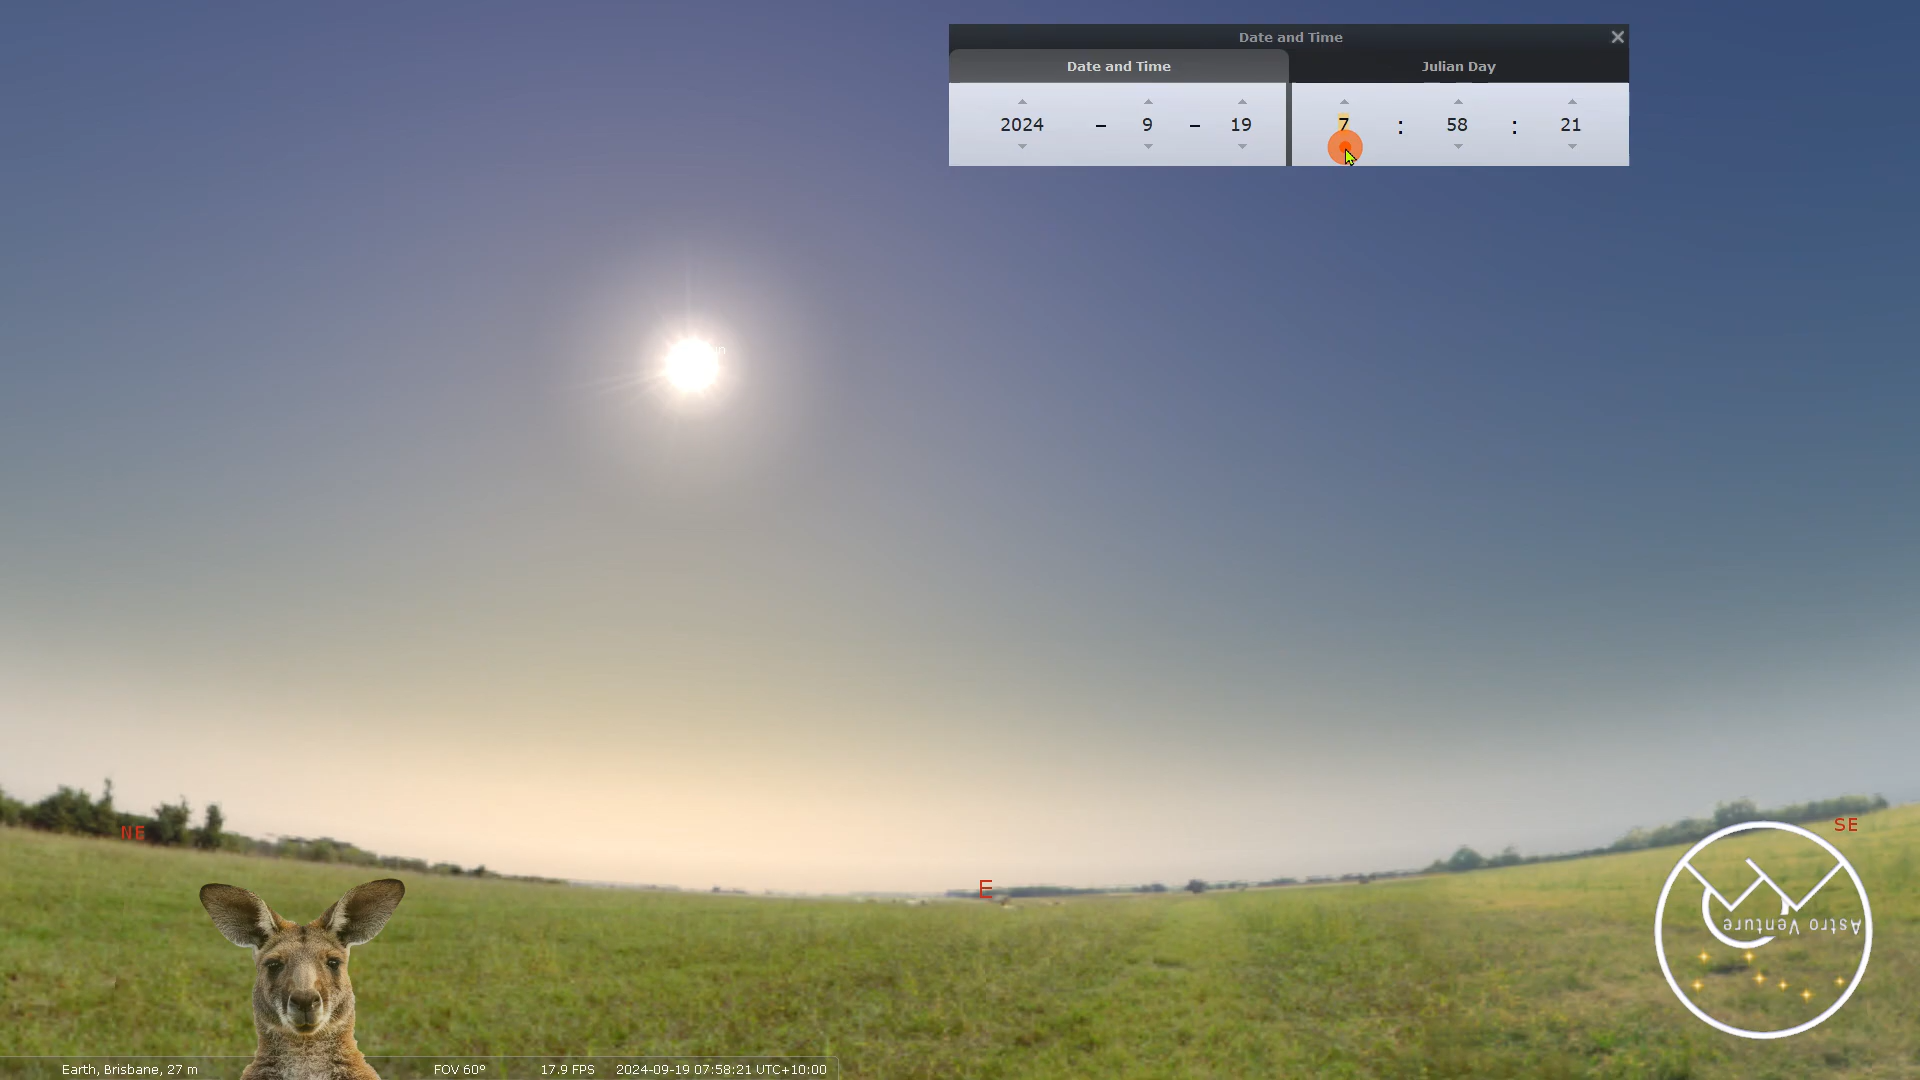 Date and Time
Date and Time
Julian Day
2024 – 9 – 19
7 : 58 : 21
NE
SE
E
Astro Venture
Earth, Brisbane, 27 m
FOV 60°
17.9 FPS
2024-09-19 07:58:21 UTC+10:00